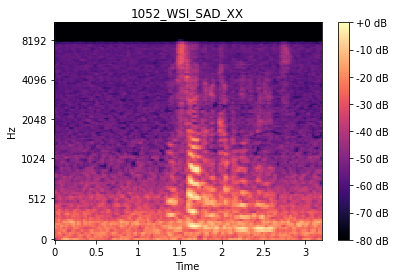 1052_WSI_SAD_XX
+0 dB
8192
-10 dB
4096
-20 dB
-30 dB
Hz
2048
-40 dB
1024
-50 dB
512
-60 dB
-70 dB
0
-80 dB
0 0.5 1 1.5 2 2.5 3
Time